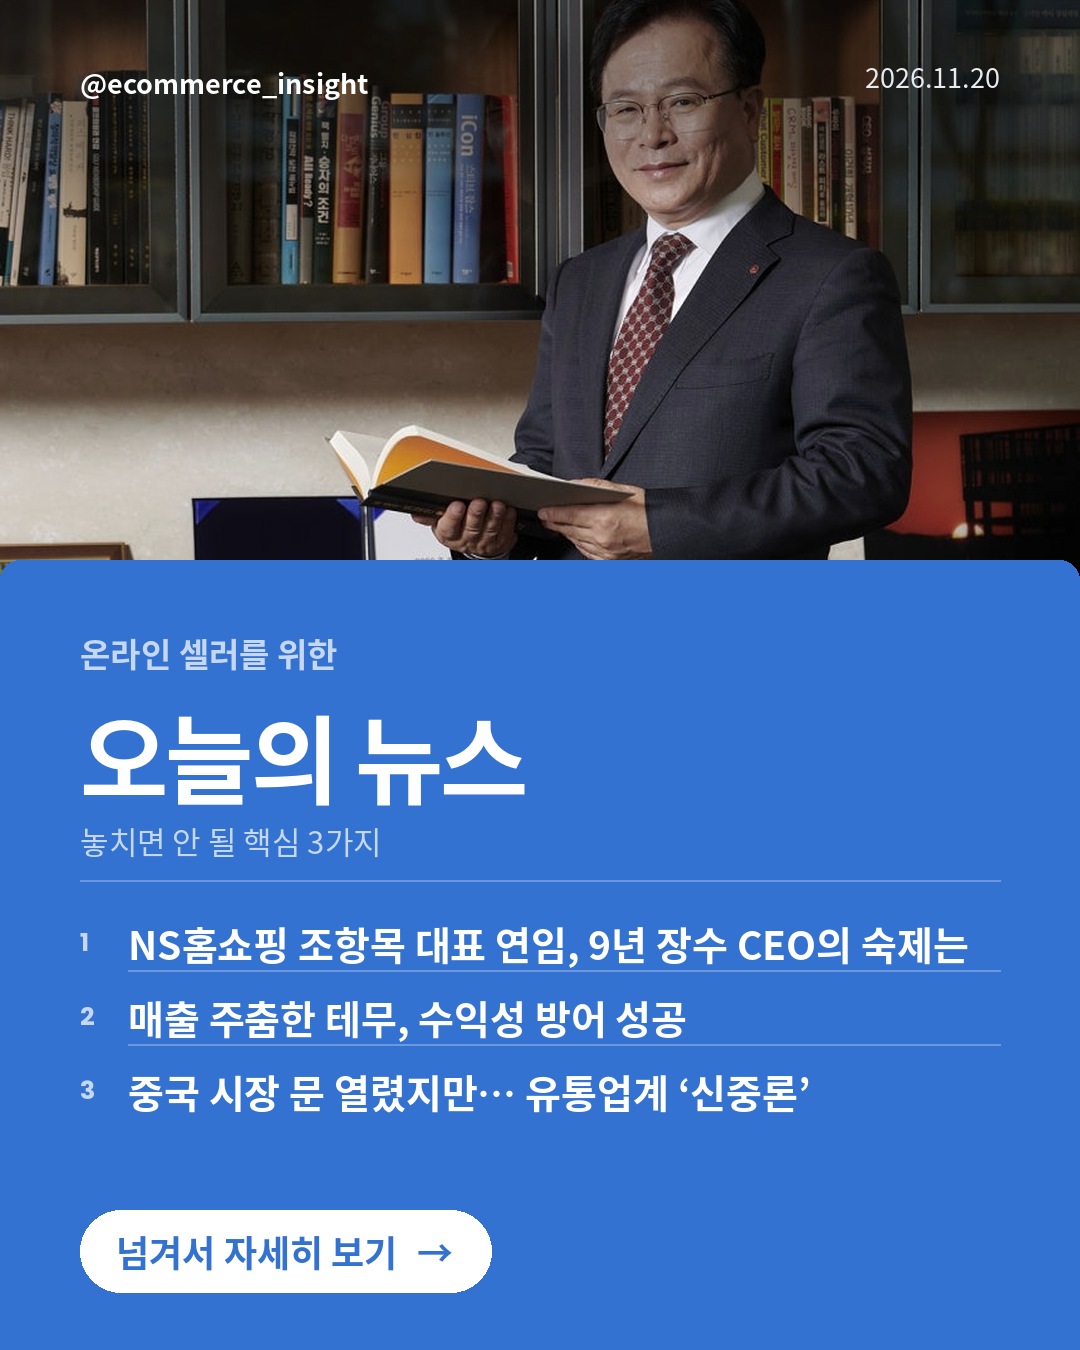 @ecommerce_insight
2026.11.20
iCon
온라인 셀러를 위한
오늘의 뉴스
놓치면 안 될 핵심 3가지
1 NS홈쇼핑 조항목 대표 연임, 9년 장수 CEO의 숙제는
2 매출 주춤한 테무, 수익성 방어 성공
3 중국 시장 문 열렸지만… 유통업계 ‘신중론’
넘겨서 자세히 보기 →